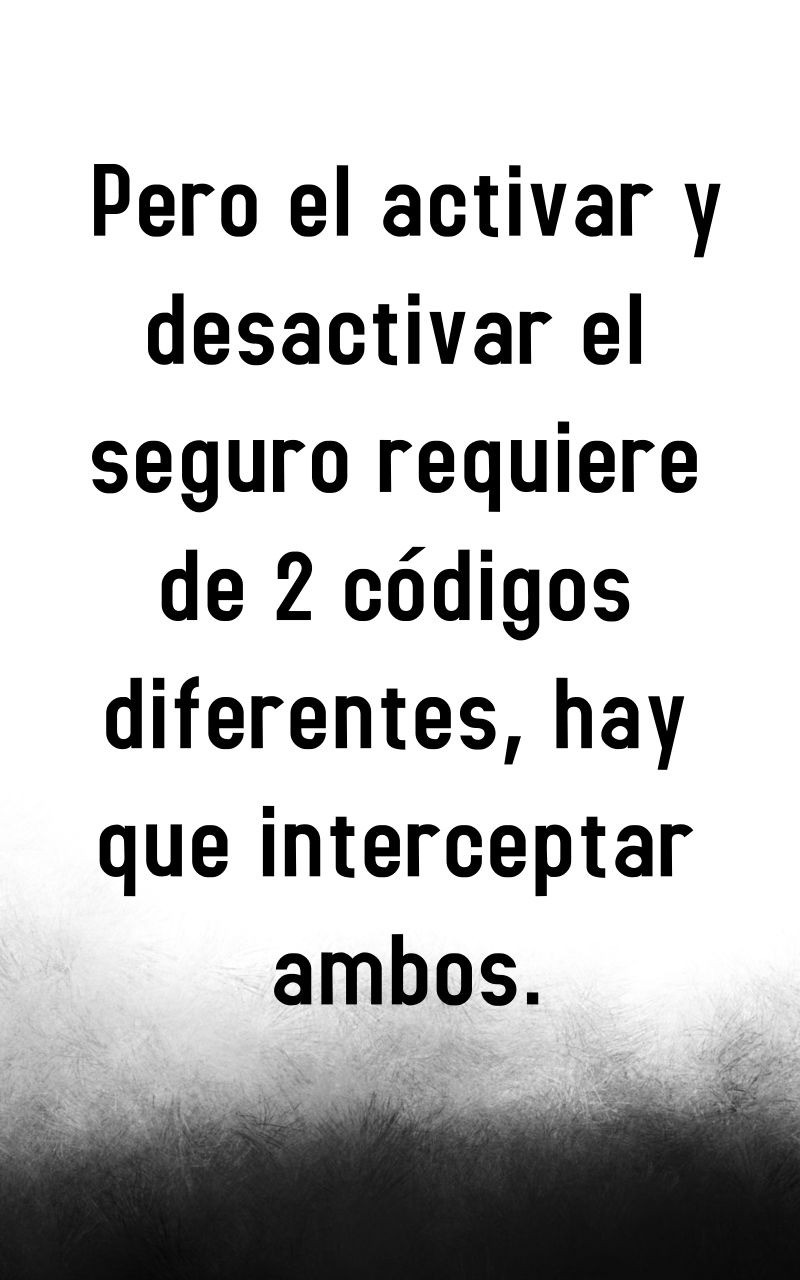 Pero el activar y
desactivar el
seguro requiere
de 2 códigos
diferentes, hay
que interceptar
ambos.